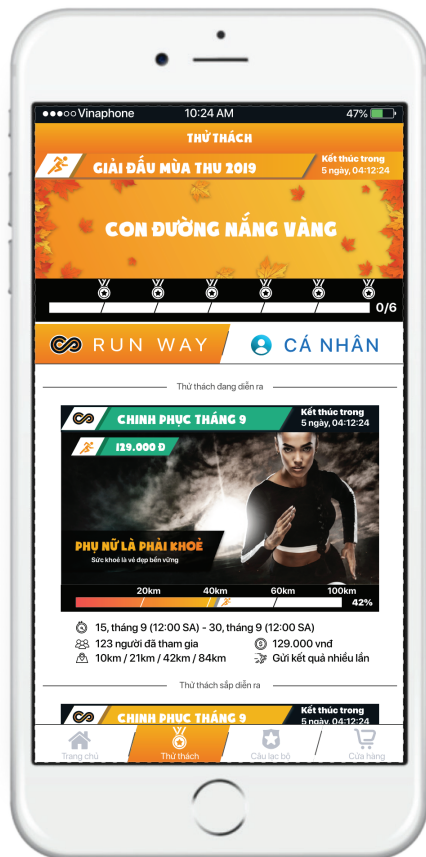 Vinaphone 10:24 AM 47%
THỬ THÁCH
GIẢI ĐẤU MÙA THU 2019
Kết thúc trong
5 ngày, 04:12:24
CON ĐƯỜNG NẮNG VÀNG
0/6
RUN WAY
CÁ NHÂN
Thử thách đang diễn ra
CHINH PHỤC THÁNG 9
Kết thúc trong
5 ngày, 04:12:24
129.000 Đ
PHỤ NỮ LÀ PHẢI KHOẺ
Sức khoẻ là vẻ đẹp bền vững
20km 40km 60km 100km
42%
15, tháng 9 (12:00 SA) - 30, tháng 9 (12:00 SA)
123 người đã tham gia
129.000 vnđ
10km / 21km / 42km / 84km
Gửi kết quả nhiều lần
Thử thách sắp diễn ra
CHINH PHỤC THÁNG 9
Kết thúc trong
5 ngày, 04:12:24
Trang chủ
Thử thách
Câu lạc bộ
Cửa hàng